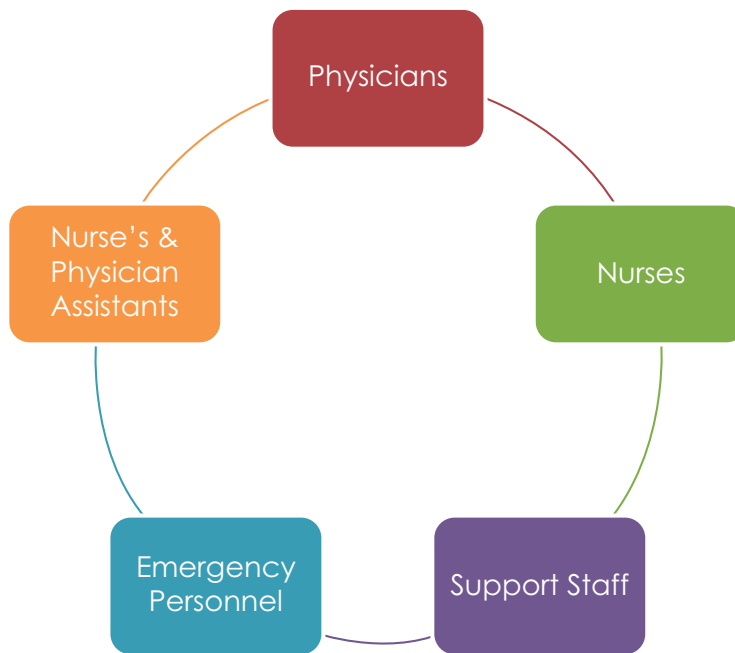 Physicians
Nurses
Support Staff
Emergency
Personnel
Nurse’s &
Physician
Assistants